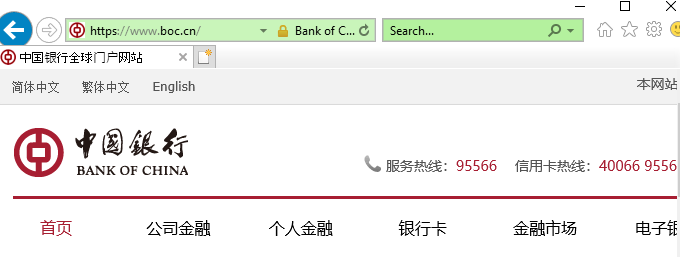 https://www.boc.cn/ Bank of C... Search...
中国银行全球门户网站
简体中文 繁体中文 English 本网站
中國銀行
BANK OF CHINA
服务热线：95566 信用卡热线：40066 9556
首页 公司金融 个人金融 银行卡 金融市场 电子银